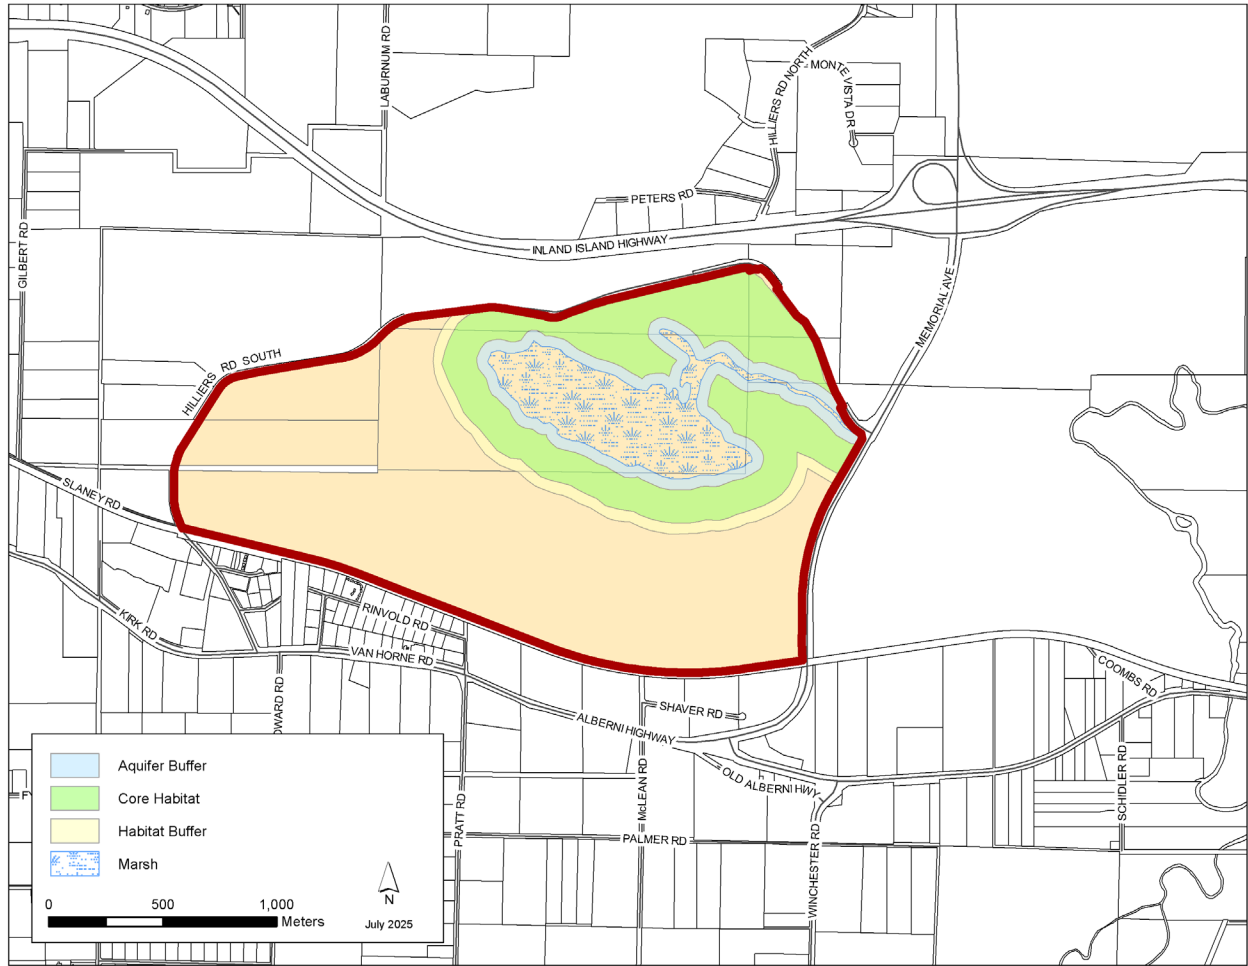 LABURNUM RD
HILLIERS RD NORTH
MONTE VISTA DR
PETERS RD
GILBERT RD
INLAND ISLAND HIGHWAY
MEMORIAL AVE
HILLIERS RD SOUTH
SLANEY RD
KIRK RD
RINVOLD RD
VAN HORNE RD
COOMBS RD
SHAVER RD
ALBERNI HIGHWAY
OLD ALBERNI HWY
McLEAN RD
SCHIDLER RD
PRATT RD
PALMER RD
WINCHESTER RD
Aquifer Buffer
Core Habitat
Habitat Buffer
Marsh
0 500 1,000
Meters
N
July 2025